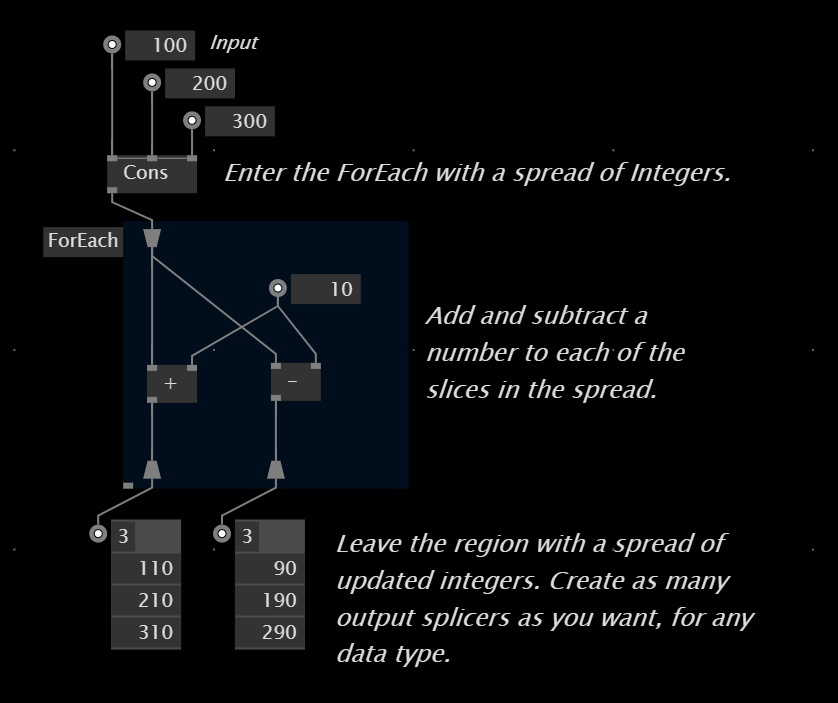 100 Input
200
300
Cons
Enter the ForEach with a spread of Integers.
ForEach
10
Add and subtract a
number to each of the
slices in the spread.
+ -
3
110
210
310
3
90
190
290
Leave the region with a spread of
updated integers. Create as many
output splicers as you want, for any
data type.